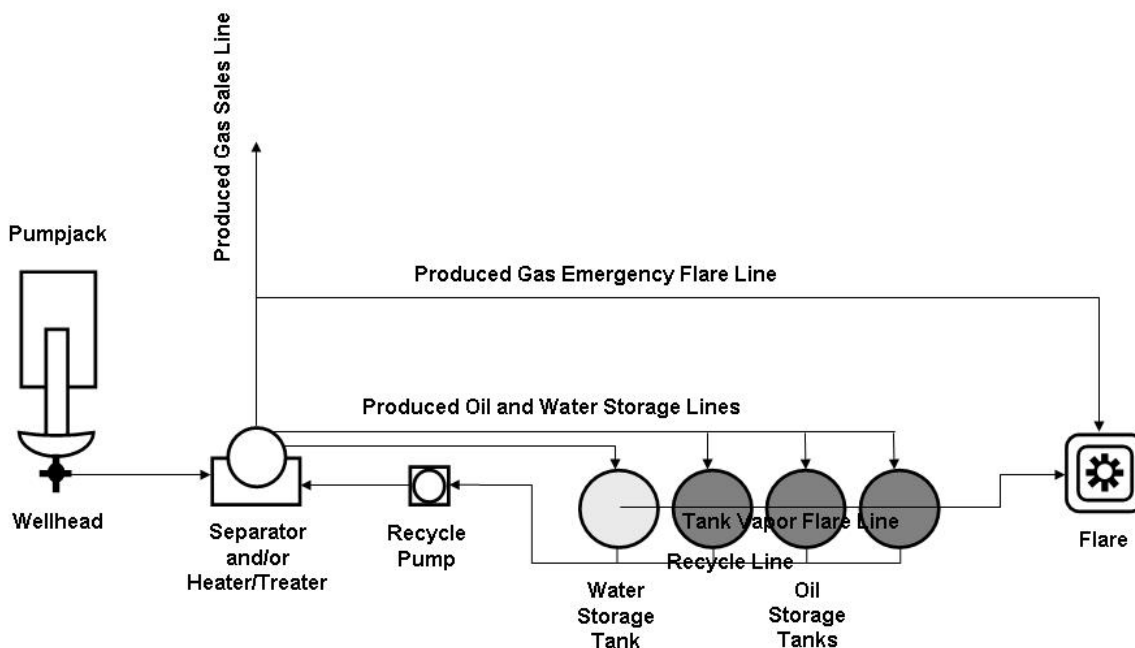 Produced Gas Sales Line
Pumpjack
Produced Gas Emergency Flare Line
Produced Oil and Water Storage Lines
Wellhead
Separator
and/or
Heater/Treater
Recycle
Pump
Tank Vapor Flare Line
Recycle Line
Water
Storage
Tank
Oil
Storage
Tanks
Flare